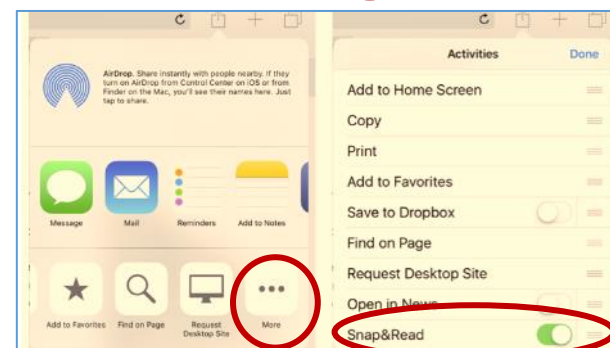 AirDrop. Share instantly with people nearby. If they
turn on AirDrop from Control Center on iOS or from
Finder on the Mac, you'll see their names here. Just
tap to share.
Message
Mail
Reminders
Add to Notes
Add to Favorites
Find on Page
Request
Desktop Site
More
Activities
Done
Add to Home Screen
Copy
Print
Add to Favorites
Save to Dropbox
Find on Page
Request Desktop Site
Open in News
Snap&Read